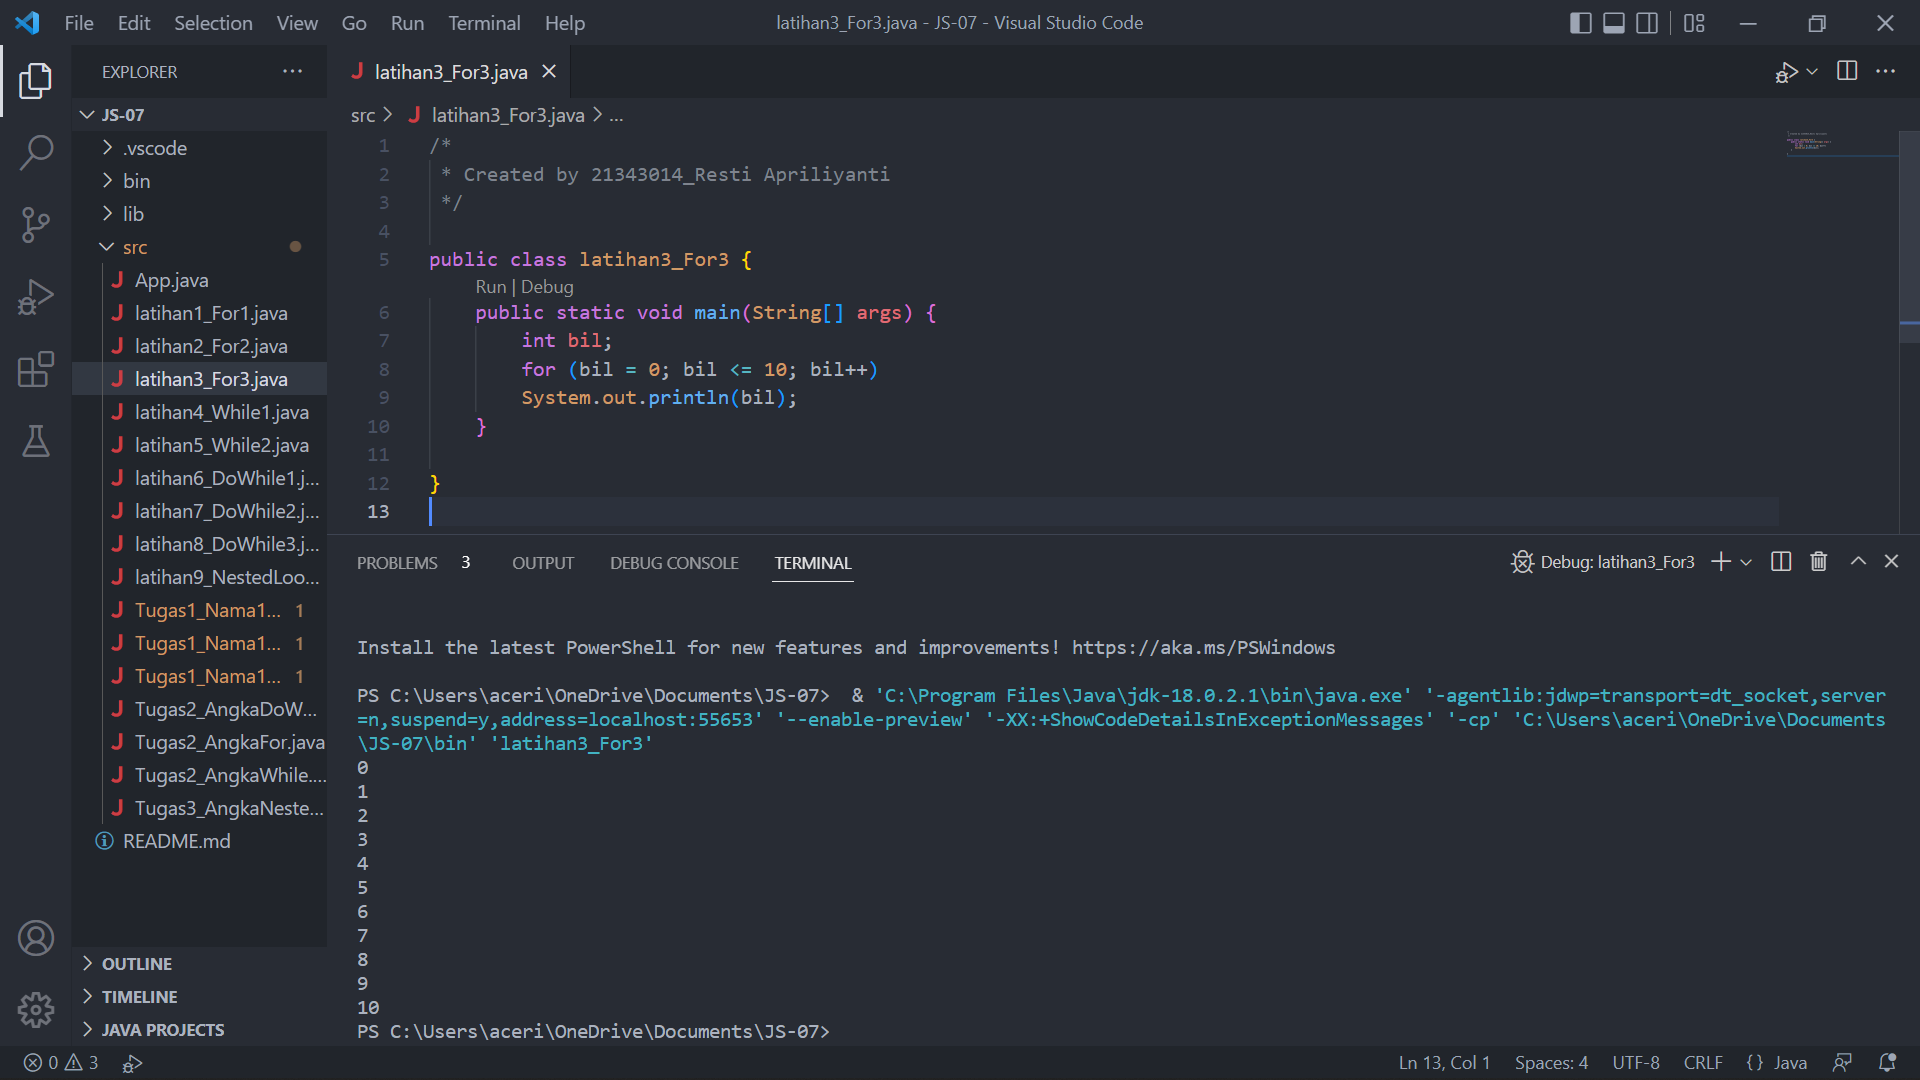 File Edit Selection View Go Run Terminal Help
latihan3_For3.java - JS-07 - Visual Studio Code
EXPLORER
JS-07
.vscode
bin
lib
src
App.java
latihan1_For1.java
latihan2_For2.java
latihan3_For3.java
latihan4_While1.java
latihan5_While2.java
latihan6_DoWhile1.j...
latihan7_DoWhile2.j...
latihan8_DoWhile3.j...
latihan9_NestedLoo...
Tugas1_Nama1... 1
Tugas1_Nama1... 1
Tugas1_Nama1... 1
Tugas2_AngkaDoW...
Tugas2_AngkaFor.java
Tugas2_AngkaWhile....
Tugas3_AngkaNeste...
README.md
OUTLINE
TIMELINE
JAVA PROJECTS
latihan3_For3.java
src > latihan3_For3.java > ...
1 /*
2  * Created by 21343014_Resti Apriliyanti
3  */
4
5 public class latihan3_For3 {
Run | Debug
6     public static void main(String[] args) {
7         int bil;
8         for (bil = 0; bil <= 10; bil++)
9         System.out.println(bil);
10     }
11
12 }
13
PROBLEMS 3 OUTPUT DEBUG CONSOLE TERMINAL
Debug: latihan3_For3
Install the latest PowerShell for new features and improvements! https://aka.ms/PSWindows
PS C:\Users\aceri\OneDrive\Documents\JS-07>  & 'C:\Program Files\Java\jdk-18.0.2.1\bin\java.exe' '-agentlib:jdwp=transport=dt_socket,server
=n,suspend=y,address=localhost:55653' '--enable-preview' '-XX:+ShowCodeDetailsInExceptionMessages' '-cp' 'C:\Users\aceri\OneDrive\Documents
\JS-07\bin' 'latihan3_For3'
0
1
2
3
4
5
6
7
8
9
10
PS C:\Users\aceri\OneDrive\Documents\JS-07>
0 3
Ln 13, Col 1 Spaces: 4 UTF-8 CRLF {} Java